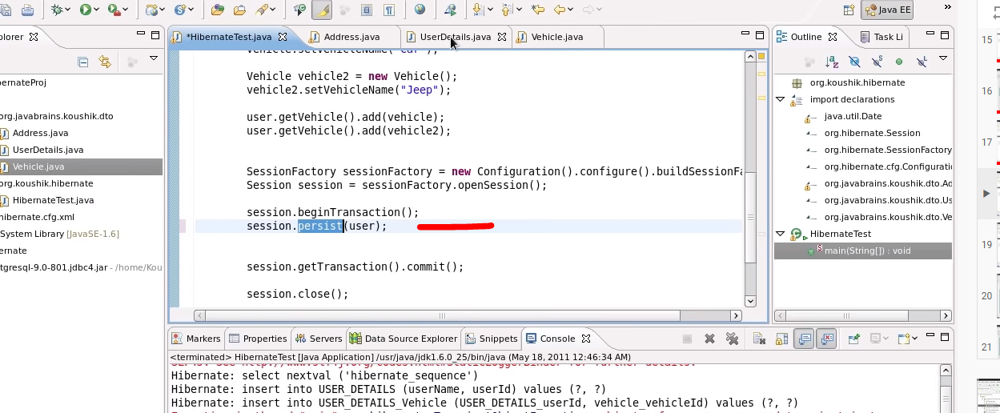 Java EE
»
plorer
*HibernateTest.java
Address.java
UserDetails.java
Vehicle.java
Outline
Task Li
vehicle.setVehicleName("Car");
Vehicle vehicle2 = new Vehicle();
vehicle2.setVehicleName("Jeep");
user.getVehicle().add(vehicle);
user.getVehicle().add(vehicle2);
SessionFactory sessionFactory = new Configuration().configure().buildSessionFa
Session session = sessionFactory.openSession();
session.beginTransaction();
session.persist(user);
session.getTransaction().commit();
session.close();
bernateProj
org.javabrains.koushik.dto
Address.java
UserDetails.java
Vehicle.java
org.koushik.hibernate
HibernateTest.java
hibernate.cfg.xml
System Library [JavaSE-1.6]
ernate
tgresql-9.0-801.jdbc4.jar - /home/Kou
org.koushik.hibernate
import declarations
java.util.Date
org.hibernate.Session
org.hibernate.SessionFactory
org.hibernate.cfg.Configurati
org.koushik.javabrains.dto.Ad
org.koushik.javabrains.dto.Us
org.koushik.javabrains.dto.Ve
HibernateTest
S
main(String[]) : void
15
16
17
19
20
21
Markers
Properties
Servers
Data Source Explorer
Snippets
Console
<terminated> HibernateTest [Java Application] /usr/java/jdk1.6.0_25/bin/java (May 18, 2011 12:46:34 AM)
Hibernate: select nextval ('hibernate_sequence')
Hibernate: insert into USER_DETAILS (userName, userId) values (?, ?)
Hibernate: insert into USER_DETAILS_Vehicle (USER_DETAILS_userId, vehicle_vehicleId) values (?, ?)